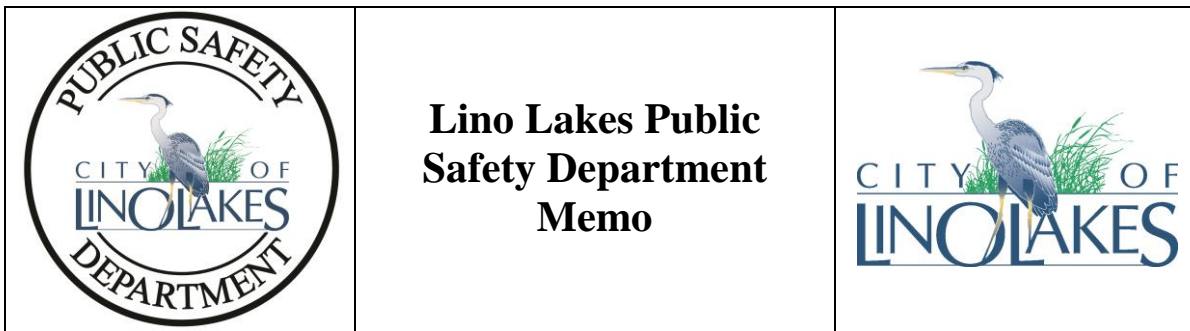 PUBLIC SAFETY
CITY OF
LINO LAKES
DEPARTMENT
Lino Lakes Public
Safety Department
Memo
CITY OF
LINO LAKES